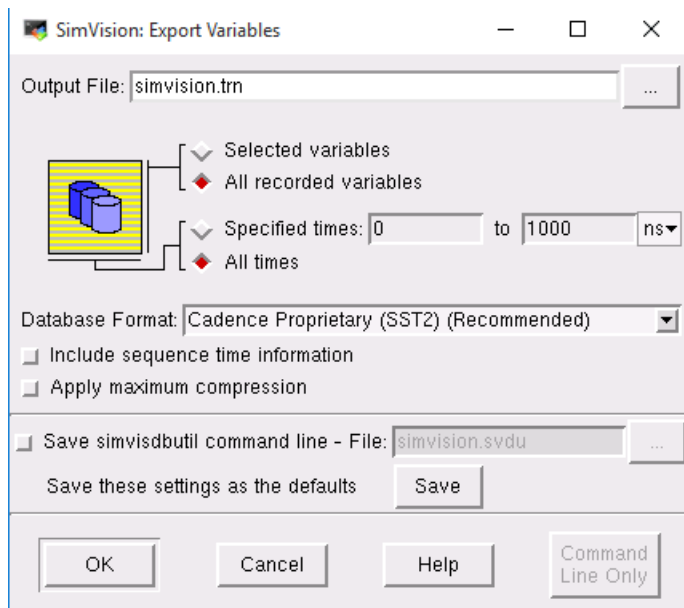 SimVision: Export Variables
Output File: simvision.trn ...
Selected variables
All recorded variables
Specified times: 0 to 1000 ns
All times
Database Format: Cadence Proprietary (SST2) (Recommended)
Include sequence time information
Apply maximum compression
Save simvisdbutil command line - File: simvision.svdu ...
Save these settings as the defaults Save
OK Cancel Help Command
Line Only